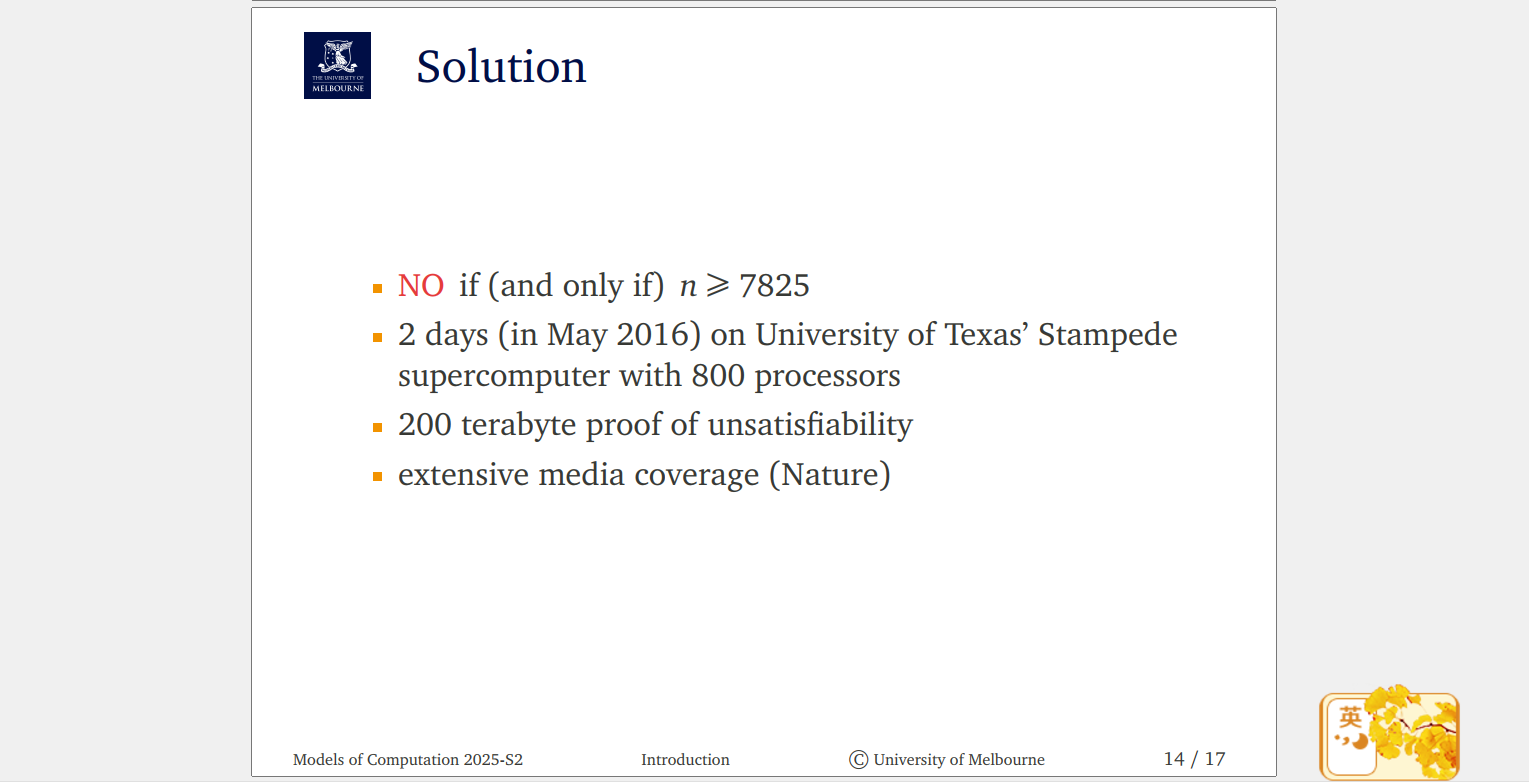 THE UNIVERSITY OF
MELBOURNE
Solution
NO if (and only if) n ⩾ 7825
2 days (in May 2016) on University of Texas’ Stampede
supercomputer with 800 processors
200 terabyte proof of unsatisfiability
extensive media coverage (Nature)
英
Models of Computation 2025-S2 Introduction © University of Melbourne 14 / 17